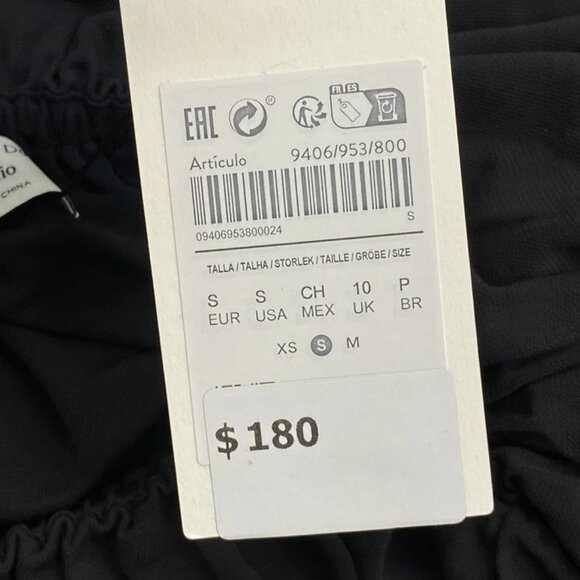 EAC FR ES
Artículo 9406/953/800
S
09406953800024
TALLA/TALHA/STORLEK/TAILLE/GRÖBE/SIZE
S S CH 10 P
EUR USA MEX UK BR
XS S M
$180
io
CHINA